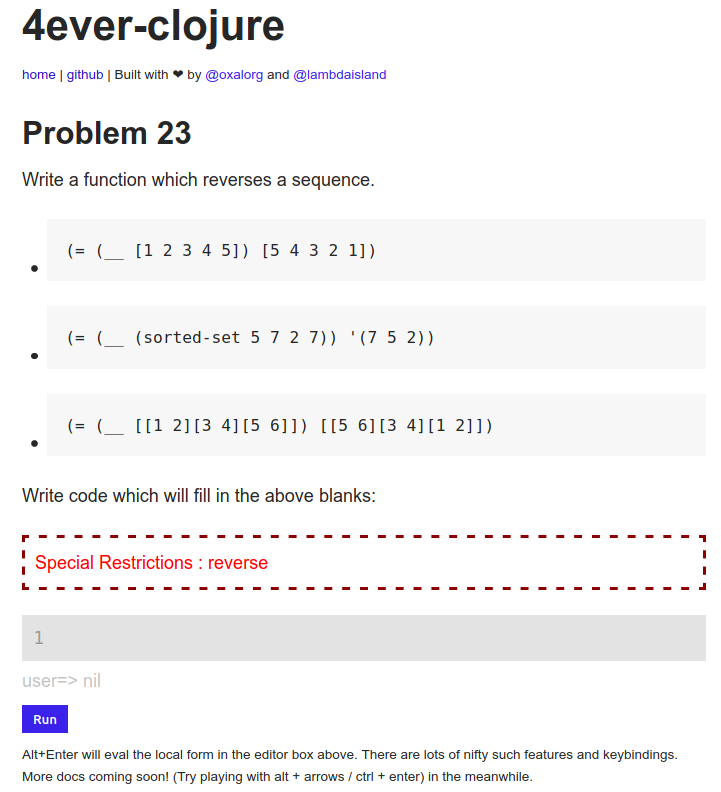 4ever-clojure
home | github | Built with ❤ by @oxalorg and @lambdaisland
Problem 23
Write a function which reverses a sequence.
(= (__ [1 2 3 4 5]) [5 4 3 2 1])
(= (__ (sorted-set 5 7 2 7)) '(7 5 2))
(= (__ [[1 2][3 4][5 6]]) [[5 6][3 4][1 2]])
Write code which will fill in the above blanks:
Special Restrictions : reverse
1
user=> nil
Run
Alt+Enter will eval the local form in the editor box above. There are lots of nifty such features and keybindings.
More docs coming soon! (Try playing with alt + arrows / ctrl + enter) in the meanwhile.